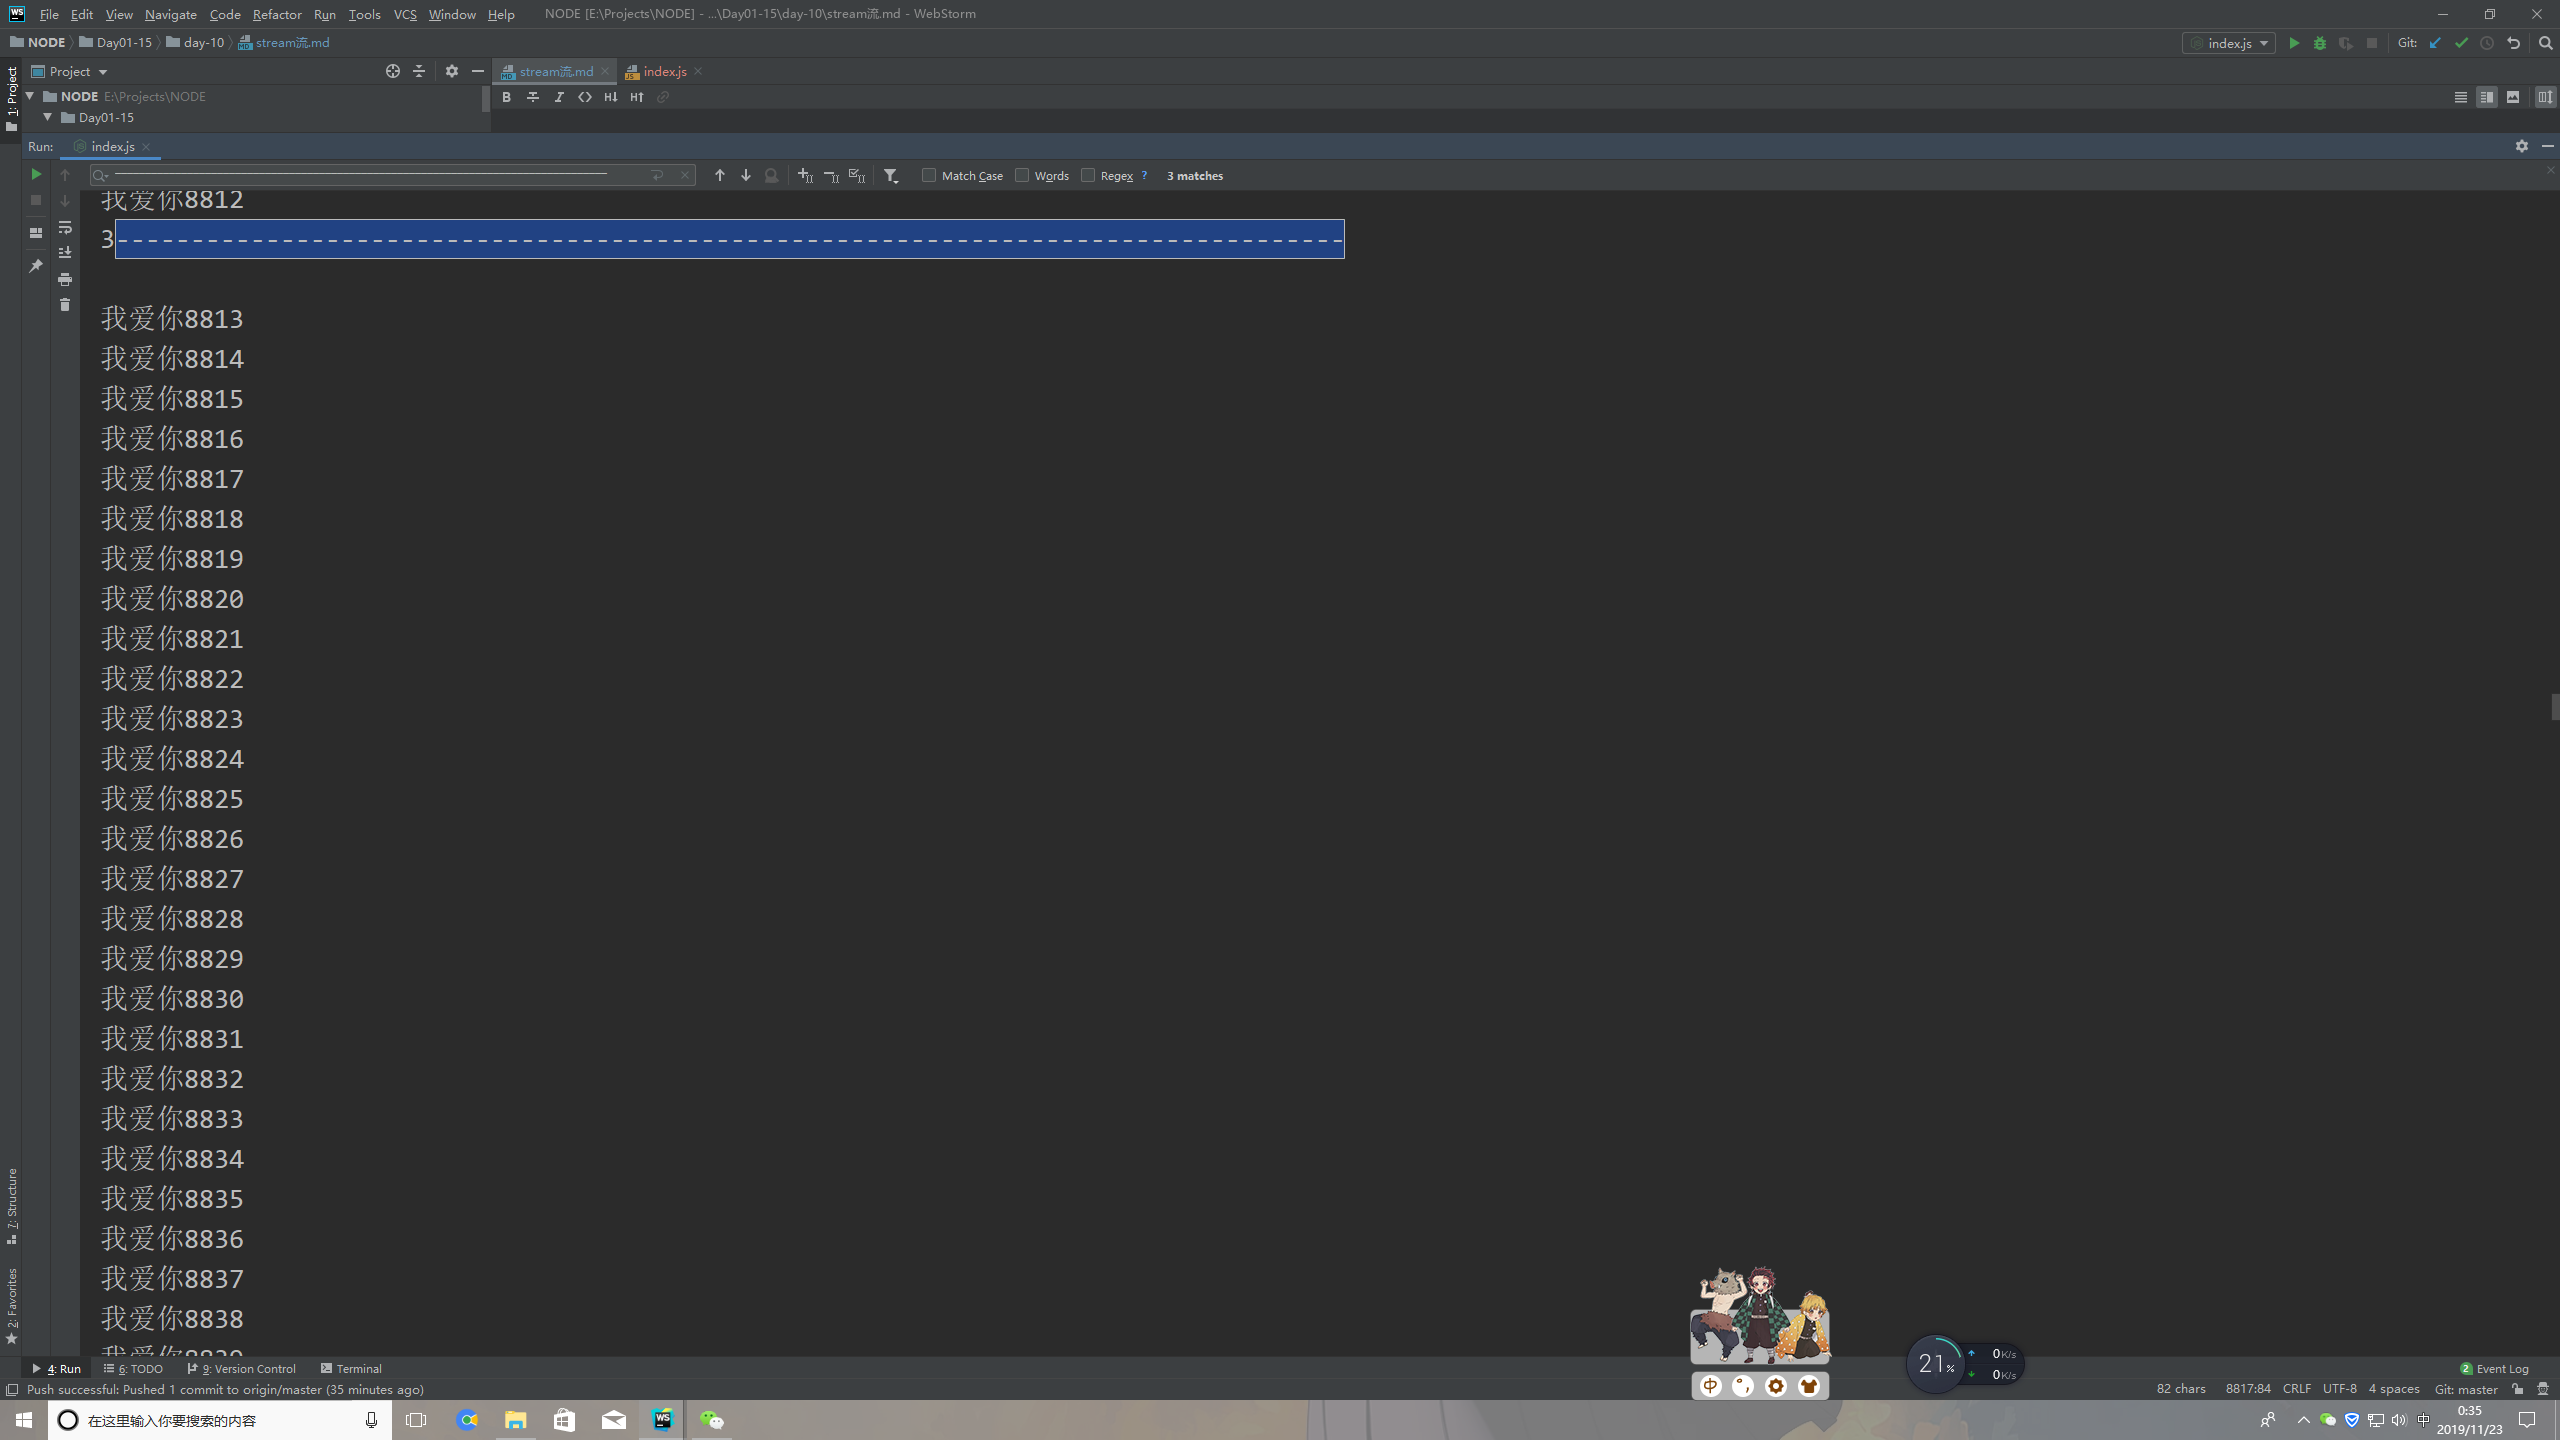 WS File Edit View Navigate Code Refactor Run Tools VCS Window Help NODE [E:\Projects\NODE] - ...\Day01-15\day-10\stream流.md - WebStorm
NODE Day01-15 day-10 stream流.md index.js Git:
1: Project Project stream流.md index.js
NODE E:\Projects\NODE
Day01-15
Run: index.js
Match Case Words Regex ? 3 matches
我爱你8812
3----------------------------------------------------------------------------------
我爱你8813
我爱你8814
我爱你8815
我爱你8816
我爱你8817
我爱你8818
我爱你8819
我爱你8820
我爱你8821
我爱你8822
我爱你8823
我爱你8824
我爱你8825
我爱你8826
我爱你8827
我爱你8828
我爱你8829
我爱你8830
我爱你8831
我爱你8832
我爱你8833
我爱你8834
我爱你8835
我爱你8836
我爱你8837
我爱你8838
我爱你8839
7: Structure
2: Favorites
中
21% 0K/s
0K/s
4: Run 6: TODO 9: Version Control Terminal 2 Event Log
Push successful: Pushed 1 commit to origin/master (35 minutes ago) 82 chars 8817:84 CRLF UTF-8 4 spaces Git: master
在这里输入你要搜索的内容 WS 中 0:35
2019/11/23